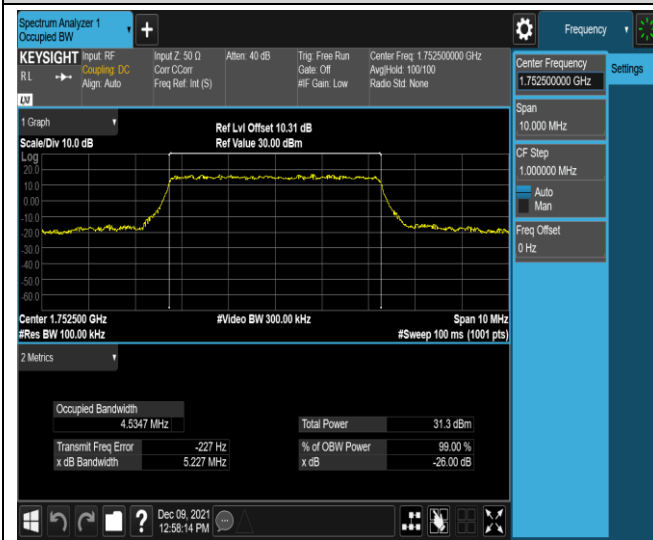 Spectrum Analyzer 1
Occupied BW
+
Frequency
KEYSIGHT
R L
LXI
Input: RF
Coupling: DC
Align: Auto
Input Z: 50 Ω
Corr CCorr
Freq Ref: Int (S)
Atten: 40 dB
Trig: Free Run
Gate: Off
#IF Gain: Low
Center Freq: 1.752500000 GHz
Avg|Hold: 100/100
Radio Std: None
Center Frequency
1.752500000 GHz
Settings
Span
10.000 MHz
CF Step
1.000000 MHz
Auto
Man
Freq Offset
0 Hz
1 Graph
Scale/Div 10.0 dB
Ref Lvl Offset 10.31 dB
Ref Value 30.00 dBm
Log
20.0
10.0
0.00
-10.0
-20.0
-30.0
-40.0
-50.0
-60.0
Center 1.752500 GHz
#Res BW 100.00 kHz
#Video BW 300.00 kHz
Span 10 MHz
#Sweep 100 ms (1001 pts)
2 Metrics
Occupied Bandwidth
4.5347 MHz
Total Power 31.3 dBm
Transmit Freq Error -227 Hz
% of OBW Power 99.00 %
x dB Bandwidth 5.227 MHz
x dB -26.00 dB
?
Dec 09, 2021
12:58:14 PM